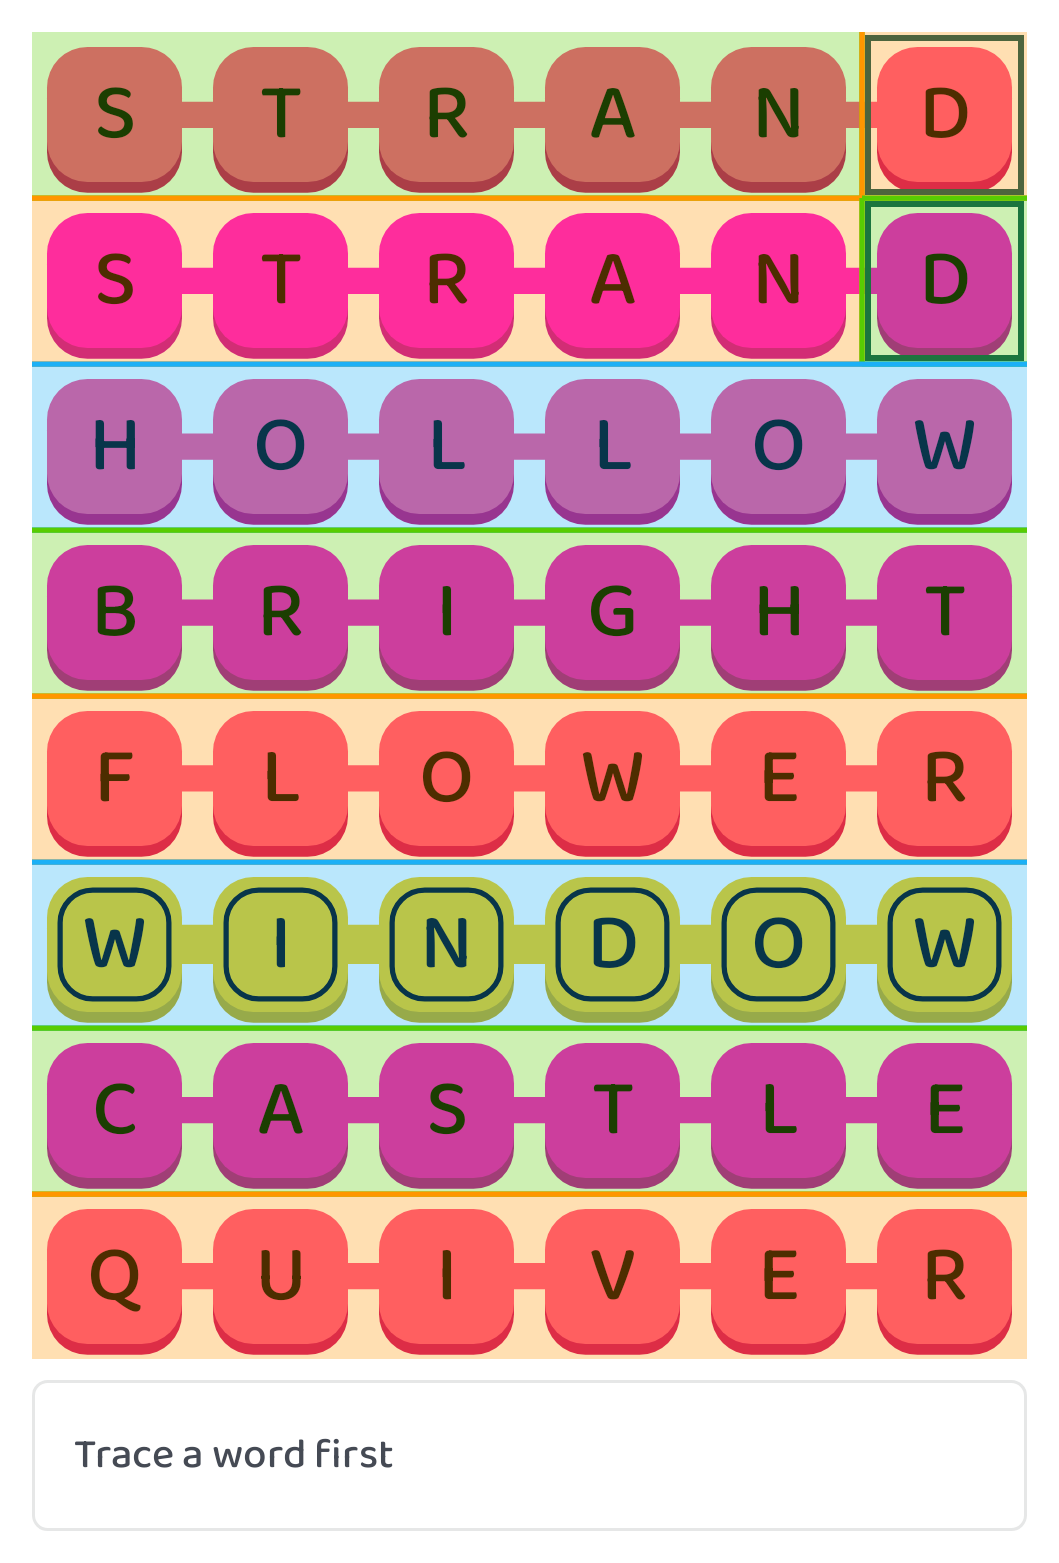 STRAND
STRAND
HOLLOW
BRIGHT
FLOWER
WINDOW
CASTLE
QUIVER
Trace a word first